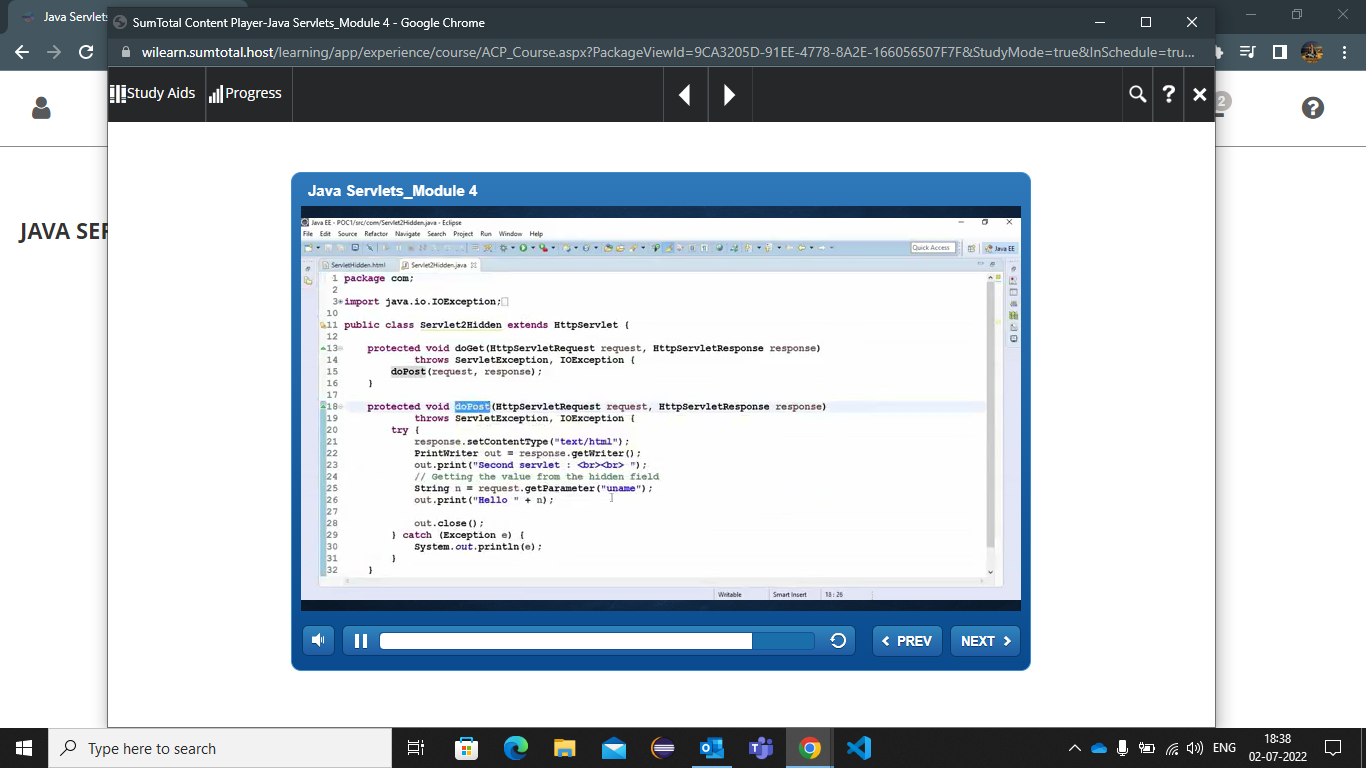 Java Servlets
SumTotal Content Player-Java Servlets_Module 4 - Google Chrome
wilearn.sumtotal.host/learning/app/experience/course/ACP_Course.aspx?PackageViewId=9CA3205D-91EE-4778-8A2E-166056507F7F&StudyMode=true&InSchedule=tru...
Study Aids
Progress
?
2
?
JAVA SER
Java Servlets_Module 4
Java EE - POC1/src/com/Servlet2Hidden.java - Eclipse
File Edit Source Refactor Navigate Search Project Run Window Help
Quick Access
Java EE
ServletHidden.html
Servlet2Hidden.java
1 package com;
2
3 import java.io.IOException;
10
11 public class Servlet2Hidden extends HttpServlet {
12
13 protected void doGet(HttpServletRequest request, HttpServletResponse response)
14 throws ServletException, IOException {
15 doPost(request, response);
16 }
17
18 protected void doPost(HttpServletRequest request, HttpServletResponse response)
19 throws ServletException, IOException {
20 try {
21 response.setContentType("text/html");
22 PrintWriter out = response.getWriter();
23 out.print("Second servlet : <br><br> ");
24 // Getting the value from the hidden field
25 String n = request.getParameter("uname");
26 out.print("Hello " + n);
27
28 out.close();
29 } catch (Exception e) {
30 System.out.println(e);
31 }
32 }
Writable
Smart Insert
18 : 26
PREV
NEXT
Type here to search
ENG
18:38
02-07-2022